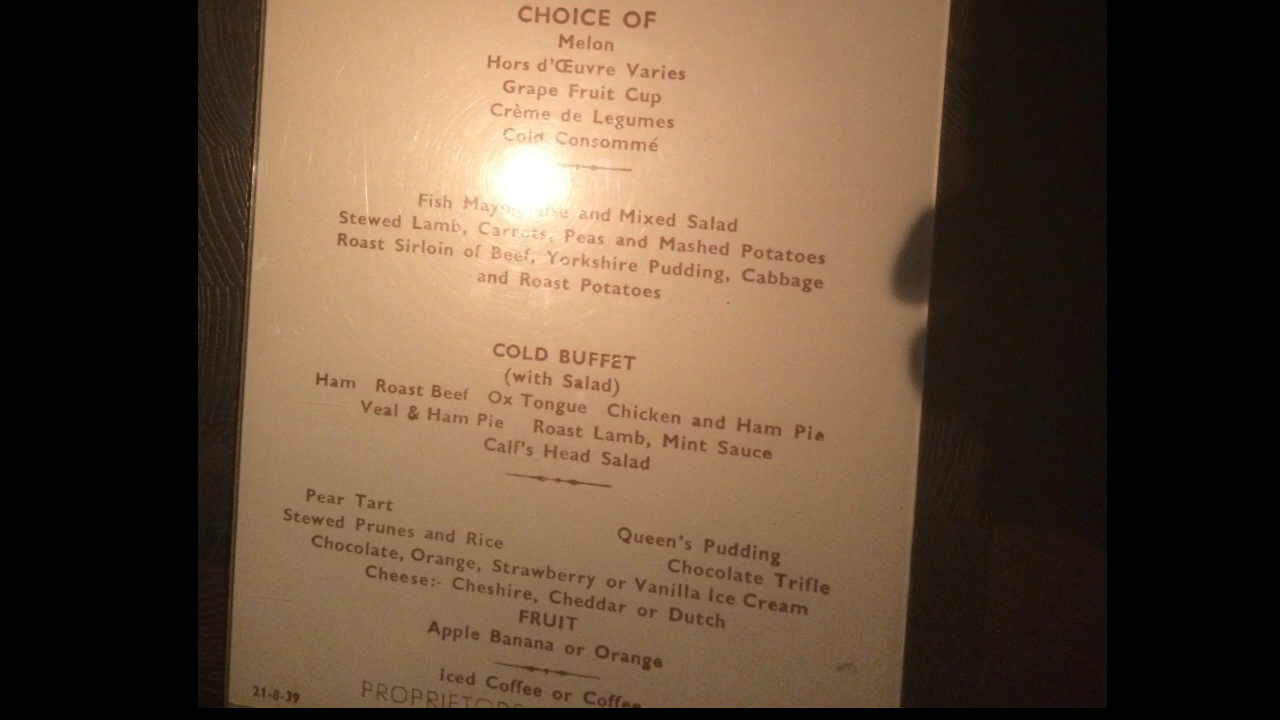 CHOICE OF
Melon
Hors d'Œuvre Varies
Grape Fruit Cup
Crème de Legumes
Cold Consommé
Fish Mayonnaise and Mixed Salad
Stewed Lamb, Carrots, Peas and Mashed Potatoes
Roast Sirloin of Beef, Yorkshire Pudding, Cabbage
and Roast Potatoes
COLD BUFFET
(with Salad)
Ham Roast Beef Ox Tongue Chicken and Ham Pie
Veal & Ham Pie Roast Lamb, Mint Sauce
Calf's Head Salad
Pear Tart Queen's Pudding
Stewed Prunes and Rice Chocolate Trifle
Chocolate, Orange, Strawberry or Vanilla Ice Cream
Cheese:- Cheshire, Cheddar or Dutch
FRUIT
Apple Banana or Orange
Iced Coffee or Coffee
21-8-39